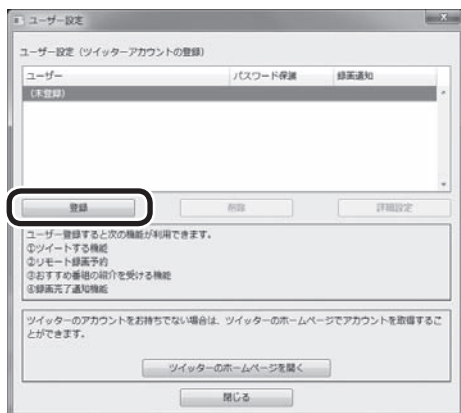 ユーザー設定
ユーザー設定（ツイッターアカウントの登録）
ユーザー パスワード保護 録画通知
(未登録)
登録 削除 詳細設定
ユーザー登録すると次の機能が利用できます。
①ツイートする機能
②リモート録画予約
③おすすめ番組の紹介を受ける機能
④録画完了通知機能
ツイッターのアカウントをお持ちでない場合は、ツイッターのホームページでアカウントを取得するこ
とができます。
ツイッターのホームページを開く
閉じる